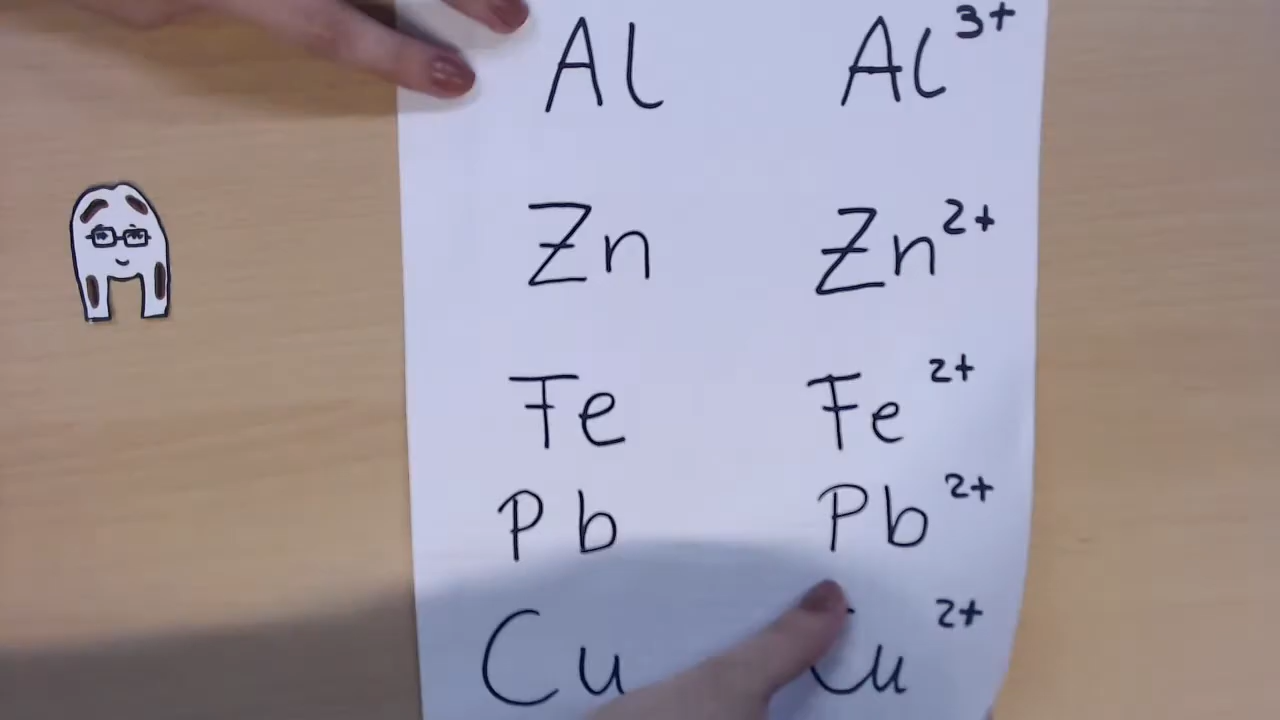 Al Al³⁺
Zn Zn²⁺
Fe Fe²⁺
Pb Pb²⁺
Cu Cu²⁺